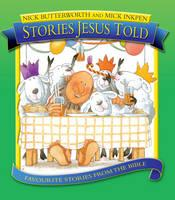 NICK BUTTERWORTH AND MICK INKPEN
STORIES JESUS TOLD
FAVOURITE STORIES FROM THE BIBLE